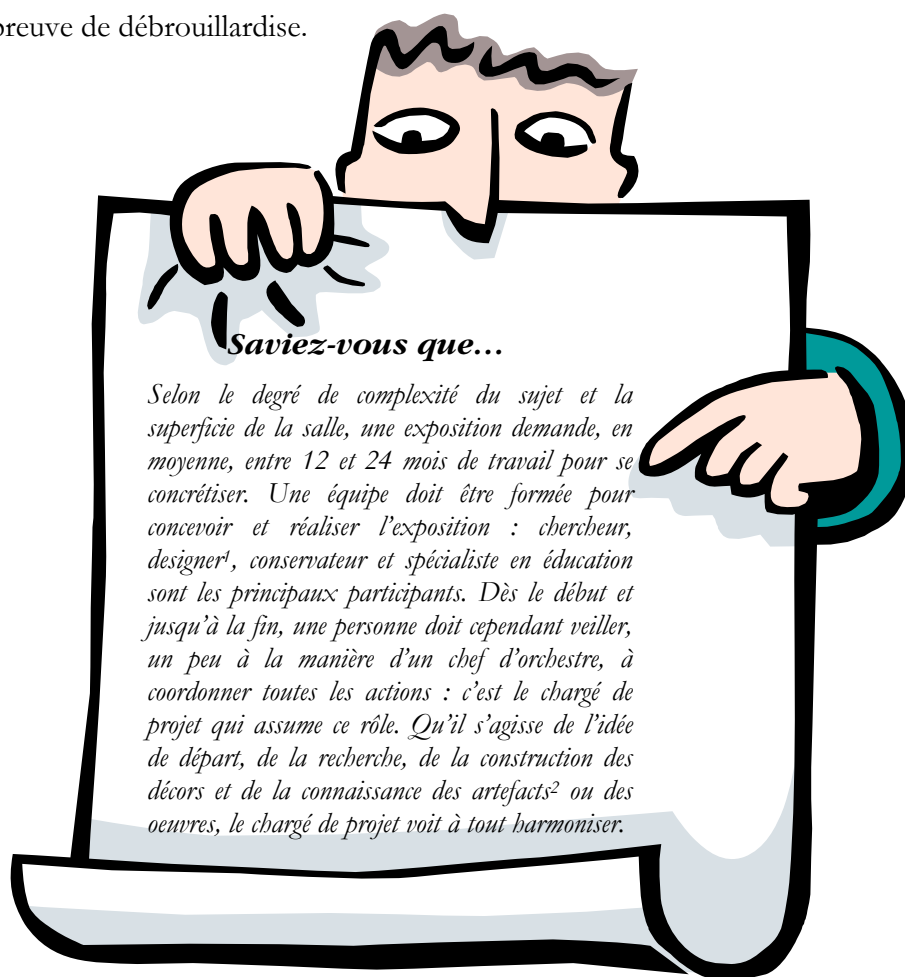 preuve de débrouillardise.
Saviez-vous que...
Selon le degré de complexité du sujet et la
superficie de la salle, une exposition demande, en
moyenne, entre 12 et 24 mois de travail pour se
concrétiser. Une équipe doit être formée pour
concevoir et réaliser l'exposition : chercheur,
designer¹, conservateur et spécialiste en éducation
sont les principaux participants. Dès le début et
jusqu'à la fin, une personne doit cependant veiller,
un peu à la manière d'un chef d'orchestre, à
coordonner toutes les actions : c'est le chargé de
projet qui assume ce rôle. Qu'il s'agisse de l'idée
de départ, de la recherche, de la construction des
décors et de la connaissance des artefacts² ou des
oeuvres, le chargé de projet voit à tout harmoniser.